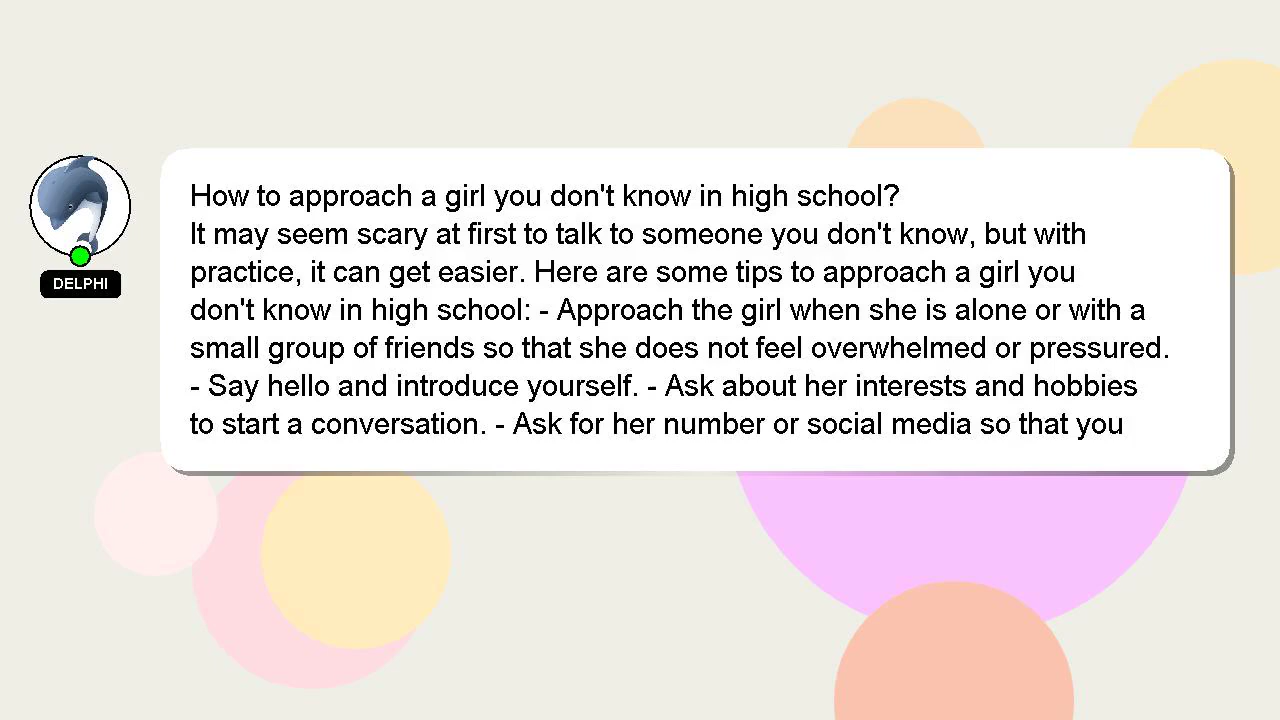 How to approach a girl you don't know in high school?
It may seem scary at first to talk to someone you don't know, but with
practice, it can get easier. Here are some tips to approach a girl you
don't know in high school: - Approach the girl when she is alone or with a
small group of friends so that she does not feel overwhelmed or pressured.
- Say hello and introduce yourself. - Ask about her interests and hobbies
to start a conversation. - Ask for her number or social media so that you
DELPHI